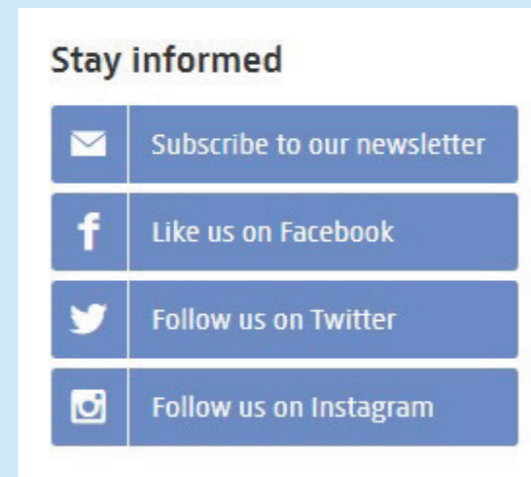 Stay informed
Subscribe to our newsletter
Like us on Facebook
Follow us on Twitter
Follow us on Instagram